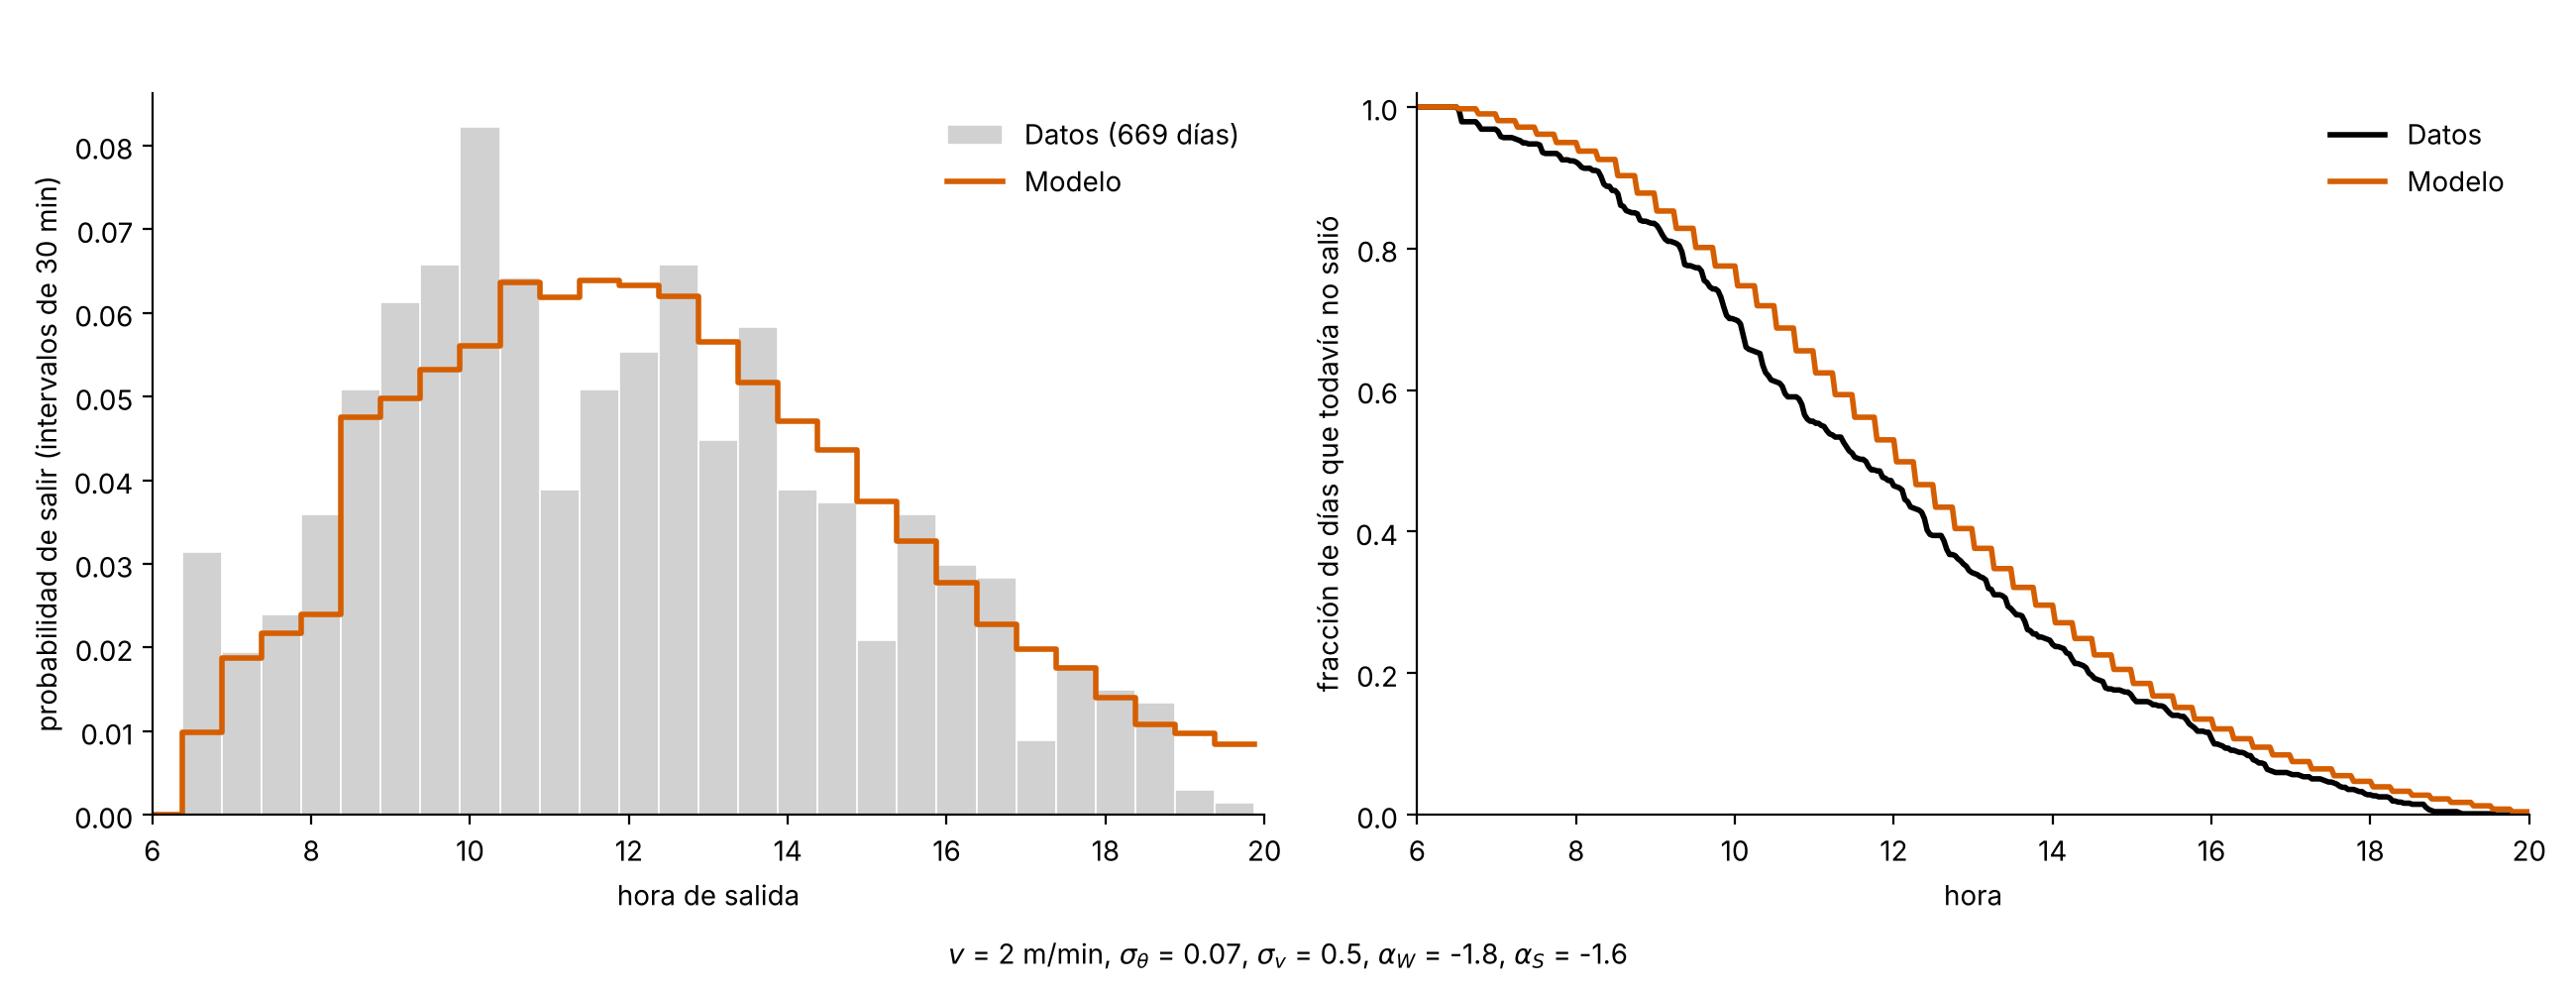 probabilidad de salir (intervalos de 30 min)
0.08
0.07
0.06
0.05
0.04
0.03
0.02
0.01
0.00
Datos (669 días)
Modelo
6 8 10 12 14 16 18 20
hora de salida
fracción de días que todavía no salió
1.0
0.8
0.6
0.4
0.2
0.0
Datos
Modelo
6 8 10 12 14 16 18 20
hora
v = 2 m/min, σθ = 0.07, σv = 0.5, αW = -1.8, αS = -1.6